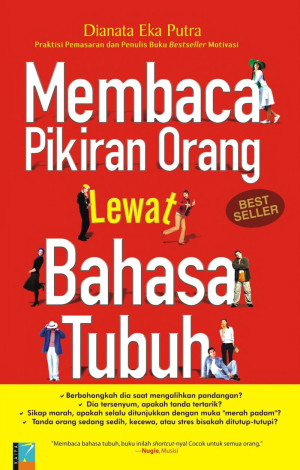 Dianata Eka Putra
Praktisi Pemasaran dan Penulis Buku Bestseller Motivasi
Membaca
Pikiran Orang
Lewat
BEST
SELLER
Bahasa
Tubuh
✓ Berbohongkah dia saat mengalihkan pandangan?
✓ Dia tersenyum, apakah tanda tertarik?
✓ Sikap marah, apakah selalu ditunjukkan dengan muka "merah padam"?
✓ Tanda orang sedang sedih, kecewa, atau stres bisakah ditutup-tutupi?
"Membaca bahasa tubuh, buku inilah shortcut-nya! Cocok untuk semua orang."
—Nugie, Musisi
KAIFA